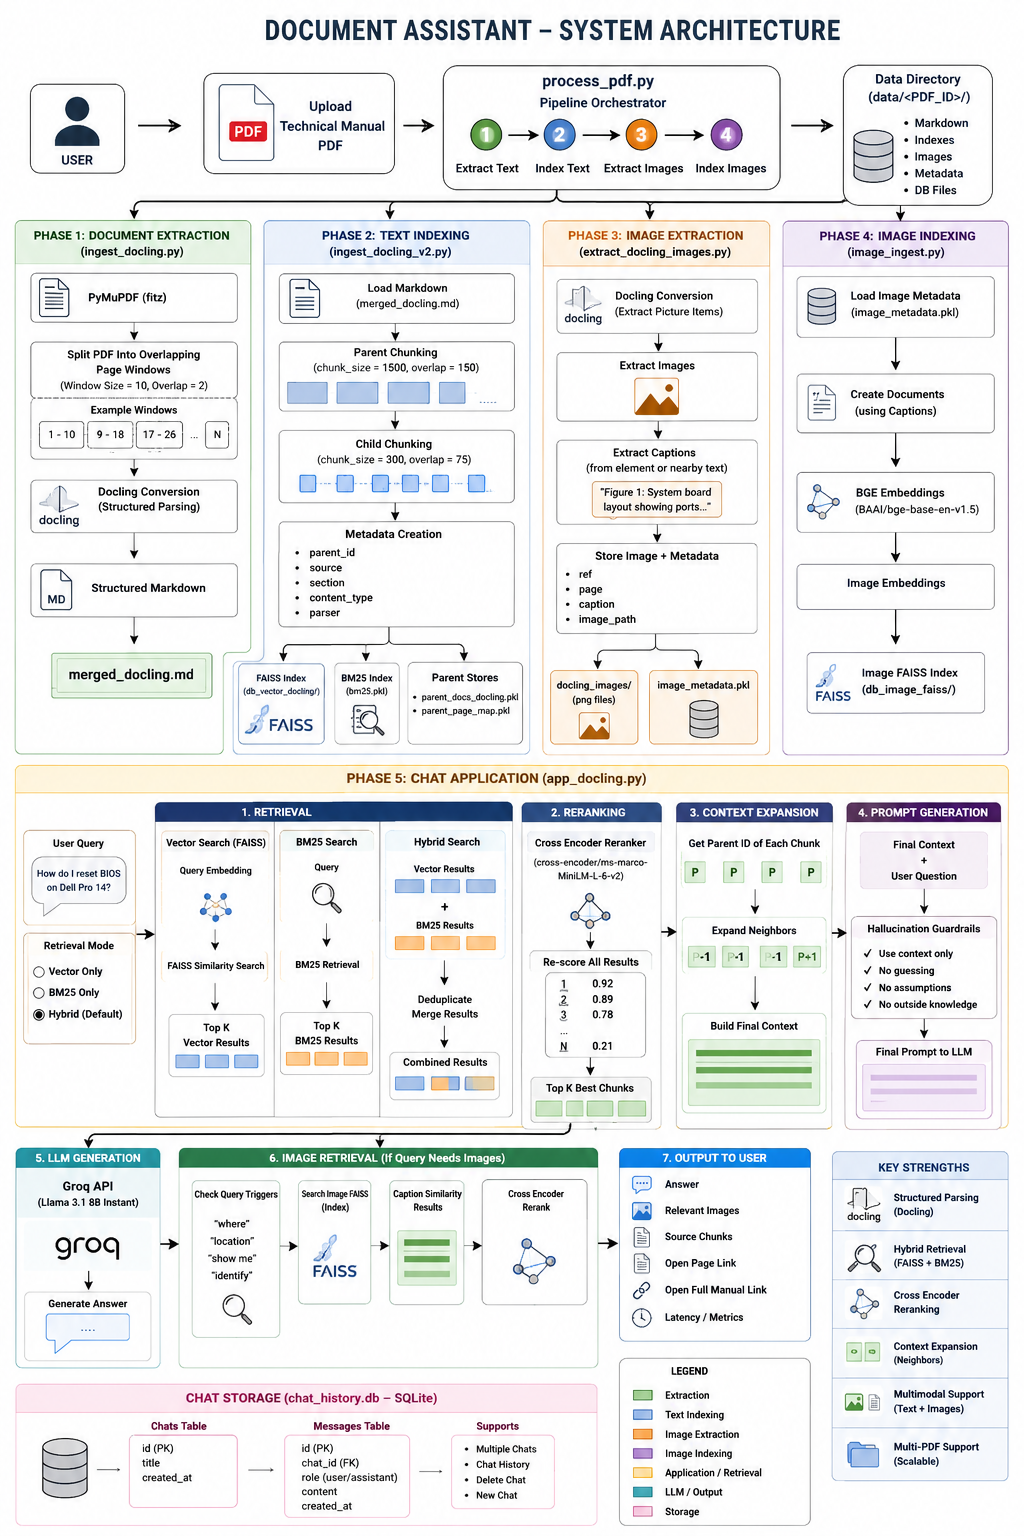 DOCUMENT ASSISTANT – SYSTEM ARCHITECTURE
USER
PDF
Upload
Technical Manual
PDF
process_pdf.py
Pipeline Orchestrator
1
2
3
4
Extract Text
Index Text
Extract Images
Index Images
Data Directory
(data/<PDF_ID>/)
• Markdown
• Indexes
• Images
• Metadata
• DB Files
PHASE 1: DOCUMENT EXTRACTION
(ingest_docling.py)
PyMuPDF (fitz)
Split PDF Into Overlapping
Page Windows
(Window Size = 10, Overlap = 2)
Example Windows
1 - 10
9 - 18
17 - 26
...
N
docling
Docling Conversion
(Structured Parsing)
MD
Structured Markdown
merged_docling.md
PHASE 2: TEXT INDEXING
(ingest_docling_v2.py)
Load Markdown
(merged_docling.md)
Parent Chunking
(chunk_size = 1500, overlap = 150)
Child Chunking
(chunk_size = 300, overlap = 75)
Metadata Creation
• parent_id
• source
• section
• content_type
• parser
FAISS Index
(db_vector_docling/)
FAISS
BM25 Index
(bm25.pkl)
Parent Stores
• parent_docs_docling.pkl
• parent_page_map.pkl
PHASE 3: IMAGE EXTRACTION
(extract_docling_images.py)
docling
Docling Conversion
(Extract Picture Items)
Extract Images
Extract Captions
(from element or nearby text)
"Figure 1: System board
layout showing ports..."
Store Image + Metadata
• ref
• page
• caption
• image_path
docling_images/
(png files)
image_metadata.pkl
PHASE 4: IMAGE INDEXING
(image_ingest.py)
Load Image Metadata
(image_metadata.pkl)
Create Documents
(using Captions)
BGE Embeddings
(BAAI/bge-base-en-v1.5)
Image Embeddings
FAISS
Image FAISS Index
(db_image_faiss/)
PHASE 5: CHAT APPLICATION (app_docling.py)
User Query
How do I reset BIOS
on Dell Pro 14?
Retrieval Mode
Vector Only
BM25 Only
Hybrid (Default)
1. RETRIEVAL
Vector Search (FAISS)
Query Embedding
FAISS Similarity Search
Top K
Vector Results
BM25 Search
Query
BM25 Retrieval
Top K
BM25 Results
Hybrid Search
Vector Results
+
BM25 Results
Deduplicate
Merge Results
Combined Results
2. RERANKING
Cross Encoder Reranker
(cross-encoder/ms-marco-
MiniLM-L-6-v2)
Re-score All Results
1 0.92
2 0.89
3 0.78
...
N 0.21
Top K Best Chunks
3. CONTEXT EXPANSION
Get Parent ID of Each Chunk
P P P P
Expand Neighbors
P-1 P-1 P-1 P+1
Build Final Context
4. PROMPT GENERATION
Final Context
+
User Question
Hallucination Guardrails
✓ Use context only
✓ No guessing
✓ No assumptions
✓ No outside knowledge
Final Prompt to LLM
5. LLM GENERATION
Groq API
(Llama 3.1 8B Instant)
groq
Generate Answer
....
6. IMAGE RETRIEVAL (If Query Needs Images)
Check Query Triggers
"where"
"location"
"show me"
"identify"
Search Image FAISS
(Index)
FAISS
Caption Similarity
Results
Cross Encoder
Rerank
7. OUTPUT TO USER
Answer
Relevant Images
Source Chunks
Open Page Link
Open Full Manual Link
Latency / Metrics
KEY STRENGTHS
docling
Structured Parsing
(Docling)
Hybrid Retrieval
(FAISS + BM25)
Cross Encoder
Reranking
Context Expansion
(Neighbors)
Multimodal Support
(Text + Images)
Multi-PDF Support
(Scalable)
CHAT STORAGE (chat_history.db – SQLite)
Chats Table
id (PK)
title
created_at
Messages Table
id (PK)
chat_id (FK)
role (user/assistant)
content
created_at
Supports
• Multiple Chats
• Chat History
• Delete Chat
• New Chat
LEGEND
Extraction
Text Indexing
Image Extraction
Image Indexing
Application / Retrieval
LLM / Output
Storage